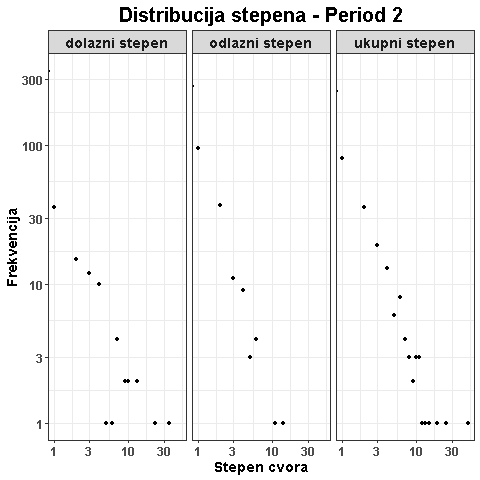 Distribucija stepena - Period 2
dolazni stepen odlazni stepen ukupni stepen
300
100
30
10
3
1
Frekvencija
1 3 10 30 1 3 10 30 1 3 10 30
Stepen cvora